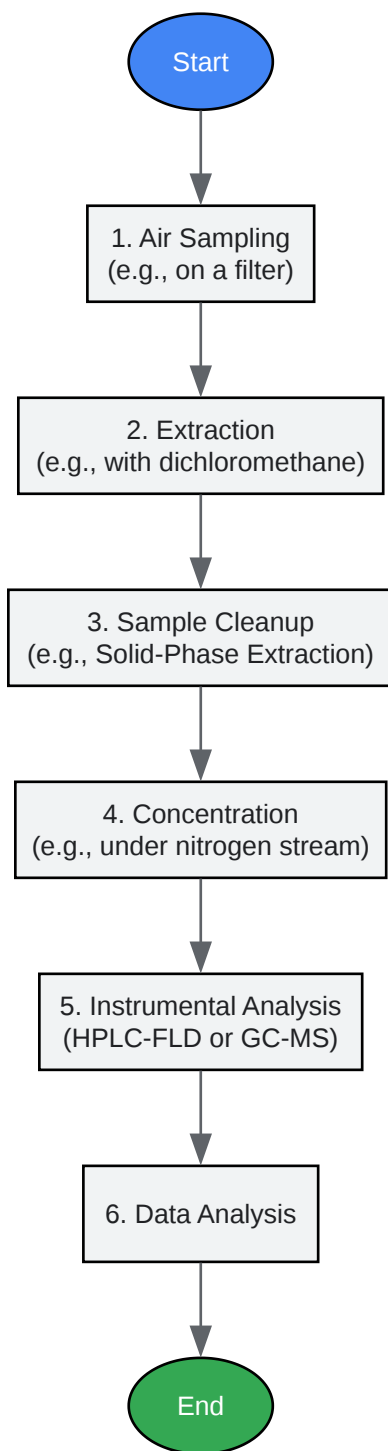 Start
1. Air Sampling
(e.g., on a filter)
2. Extraction
(e.g., with dichloromethane)
3. Sample Cleanup
(e.g., Solid-Phase Extraction)
4. Concentration
(e.g., under nitrogen stream)
5. Instrumental Analysis
(HPLC-FLD or GC-MS)
6. Data Analysis
End